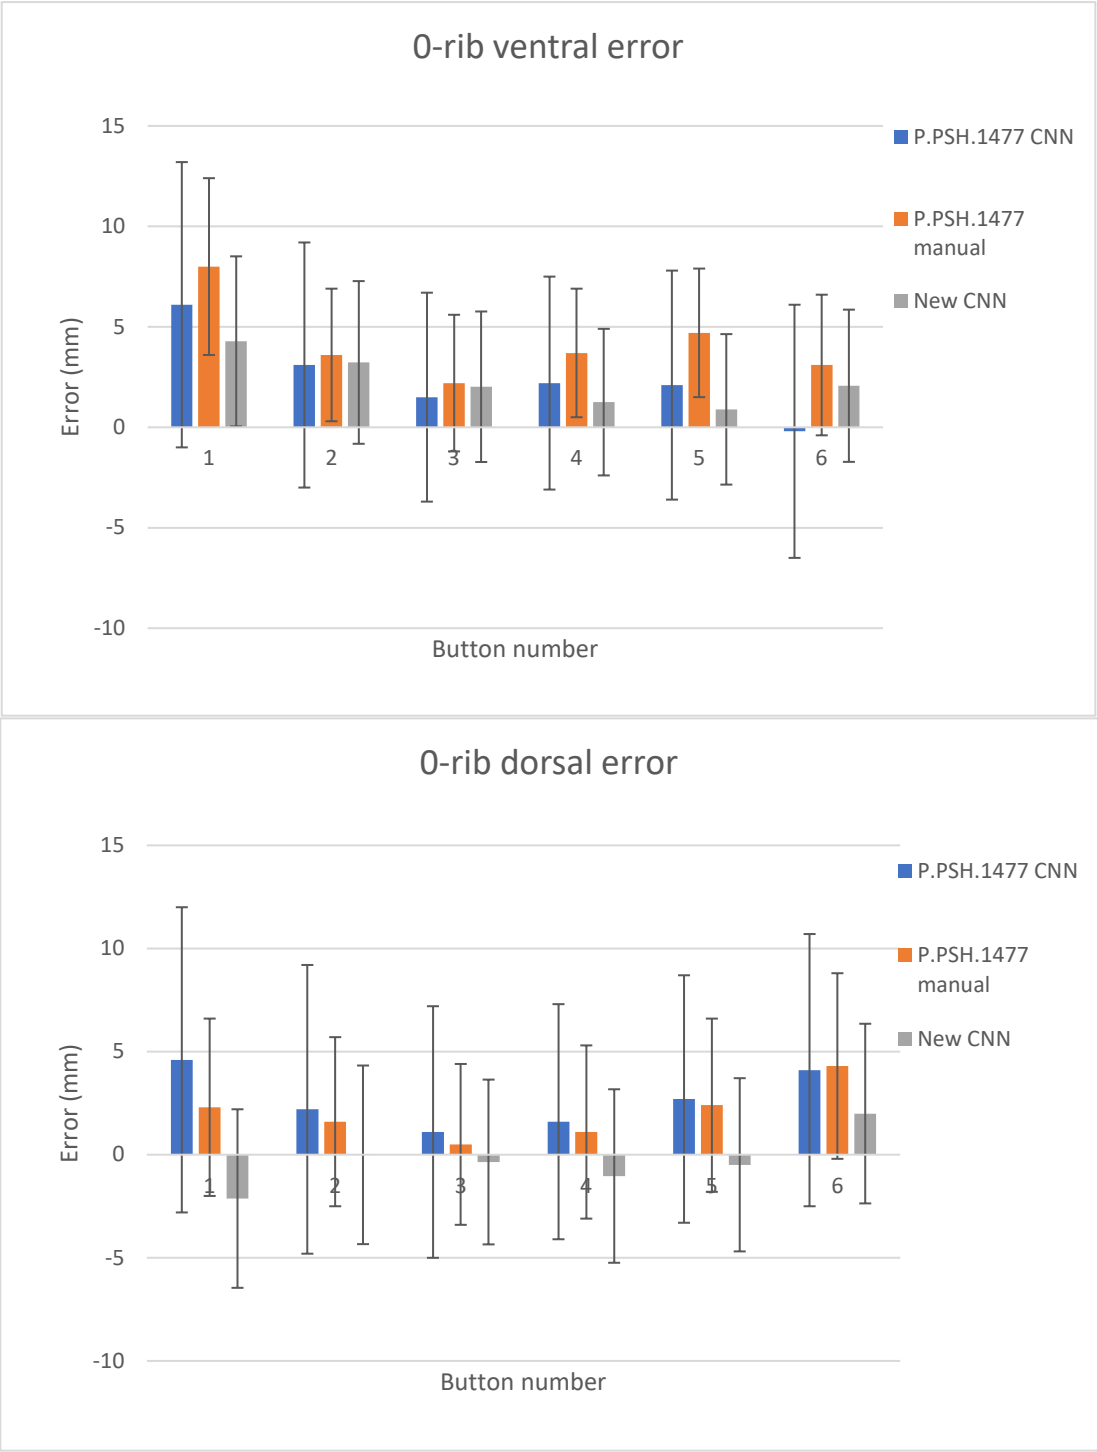 0-rib ventral error
15
10
5
0
-5
-10
Error (mm)
1 2 3 4 5 6
Button number
P.PSH.1477 CNN
P.PSH.1477
manual
New CNN
0-rib dorsal error
15
10
5
0
-5
-10
Error (mm)
1 2 3 4 5 6
Button number
P.PSH.1477 CNN
P.PSH.1477
manual
New CNN